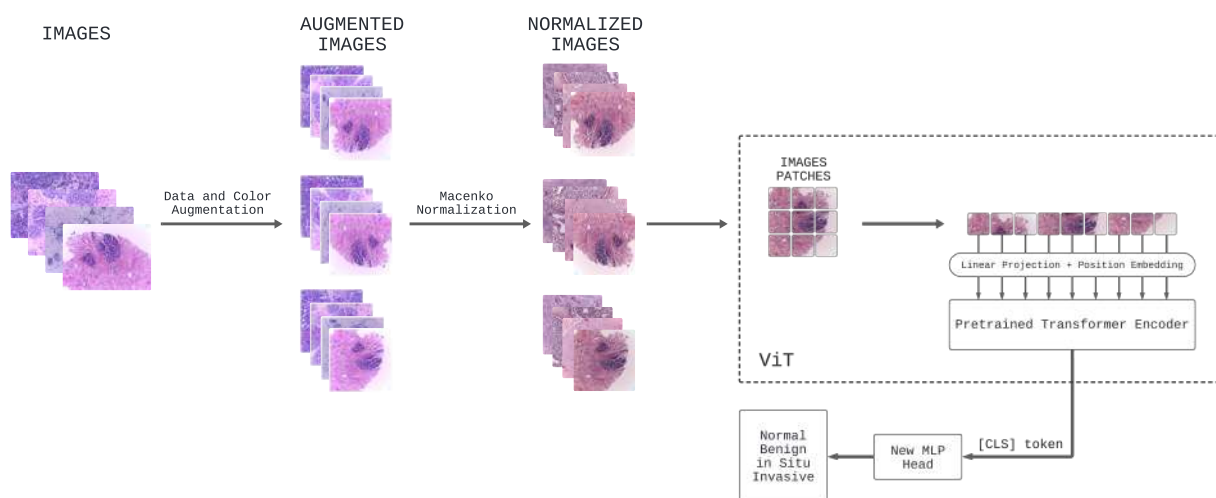 IMAGES
AUGMENTED
IMAGES
NORMALIZED
IMAGES
Data and Color
Augmentation
Macenko
Normalization
IMAGES
PATCHES
Linear Projection + Position Embedding
Pretrained Transformer Encoder
ViT
[CLS] token
New MLP
Head
Normal
Benign
in Situ
Invasive